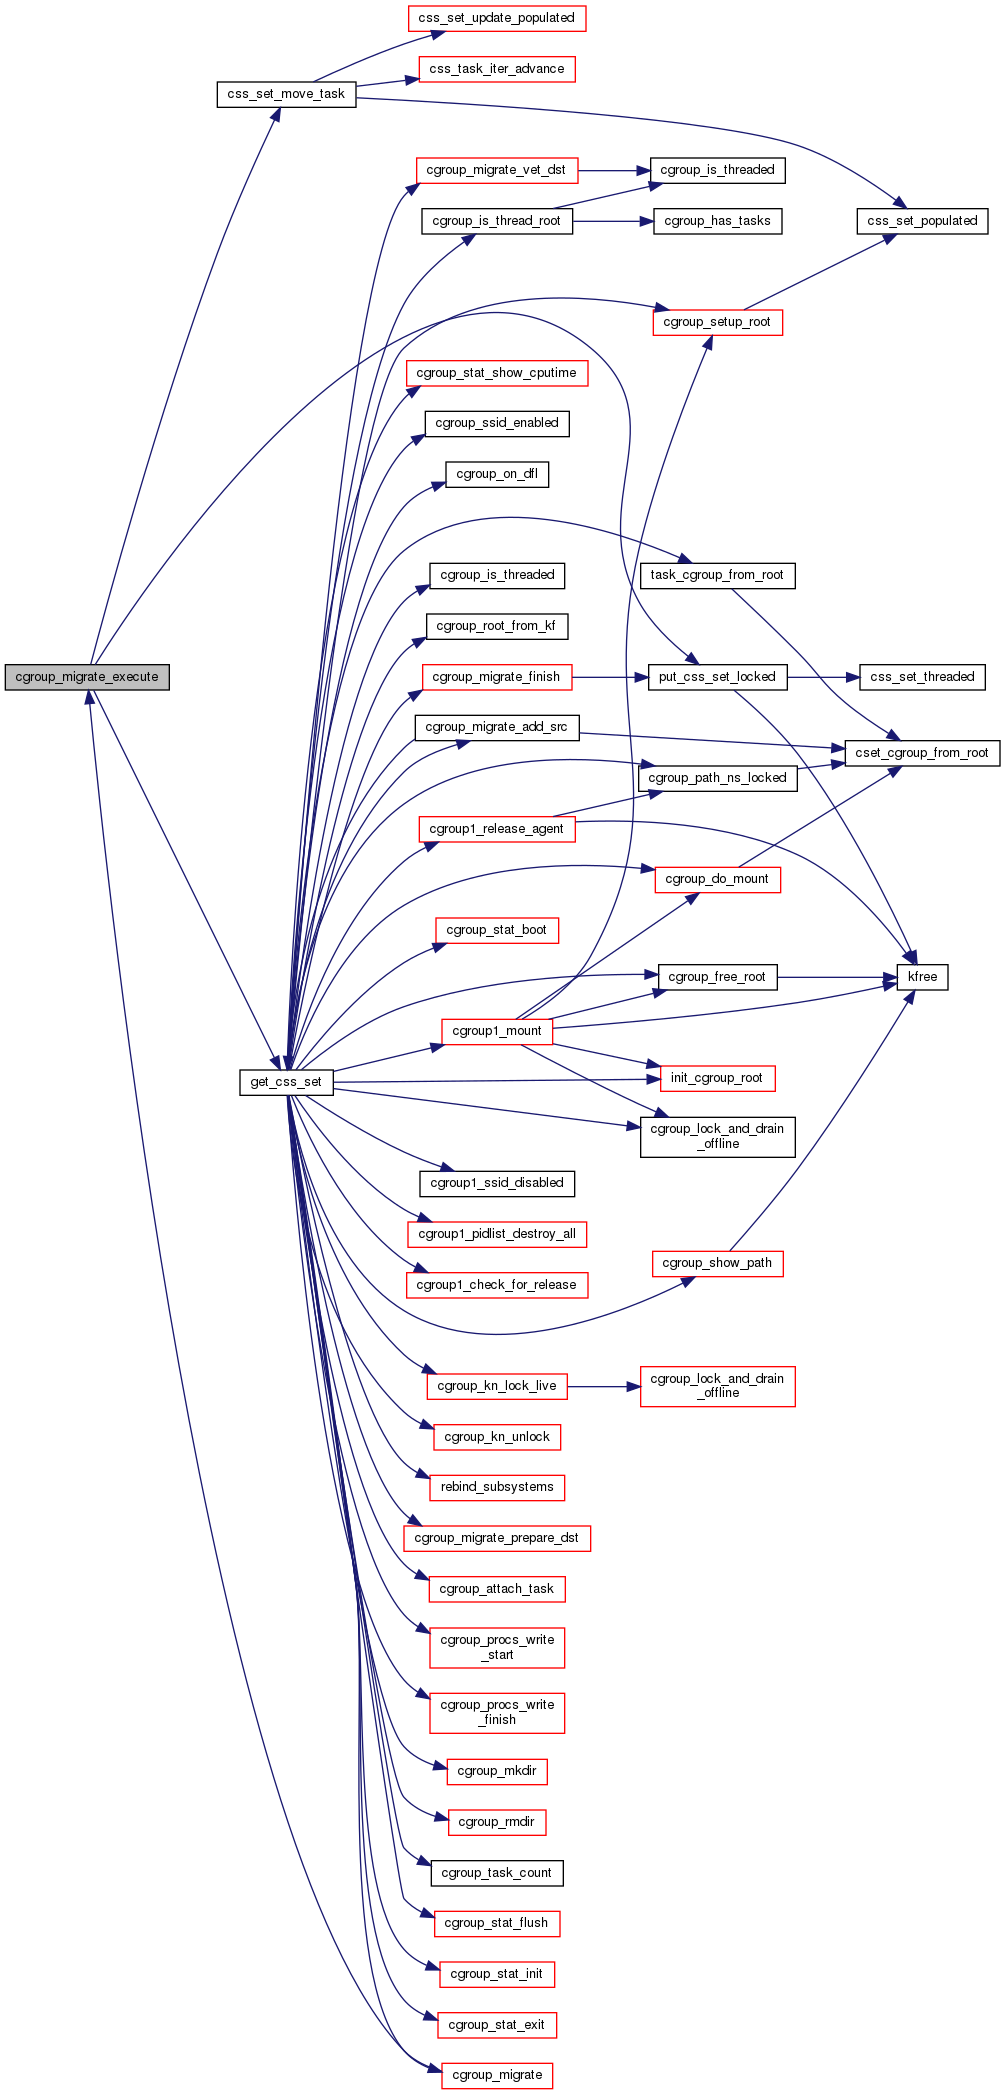 css_set_update_populated
css_task_iter_advance
css_set_move_task
cgroup_migrate_vet_dst
cgroup_is_threaded
cgroup_is_thread_root
cgroup_has_tasks
css_set_populated
cgroup_setup_root
cgroup_stat_show_cputime
cgroup_ssid_enabled
cgroup_on_dfl
cgroup_is_threaded
task_cgroup_from_root
cgroup_root_from_kf
cgroup_migrate_execute
cgroup_migrate_finish
put_css_set_locked
css_set_threaded
cgroup_migrate_add_src
cset_cgroup_from_root
cgroup_path_ns_locked
cgroup1_release_agent
cgroup_do_mount
cgroup_stat_boot
cgroup_free_root
kfree
cgroup1_mount
get_css_set
init_cgroup_root
cgroup_lock_and_drain
_offline
cgroup1_ssid_disabled
cgroup1_pidlist_destroy_all
cgroup_show_path
cgroup1_check_for_release
cgroup_kn_lock_live
cgroup_lock_and_drain
_offline
cgroup_kn_unlock
rebind_subsystems
cgroup_migrate_prepare_dst
cgroup_attach_task
cgroup_procs_write
_start
cgroup_procs_write
_finish
cgroup_mkdir
cgroup_rmdir
cgroup_task_count
cgroup_stat_flush
cgroup_stat_init
cgroup_stat_exit
cgroup_migrate